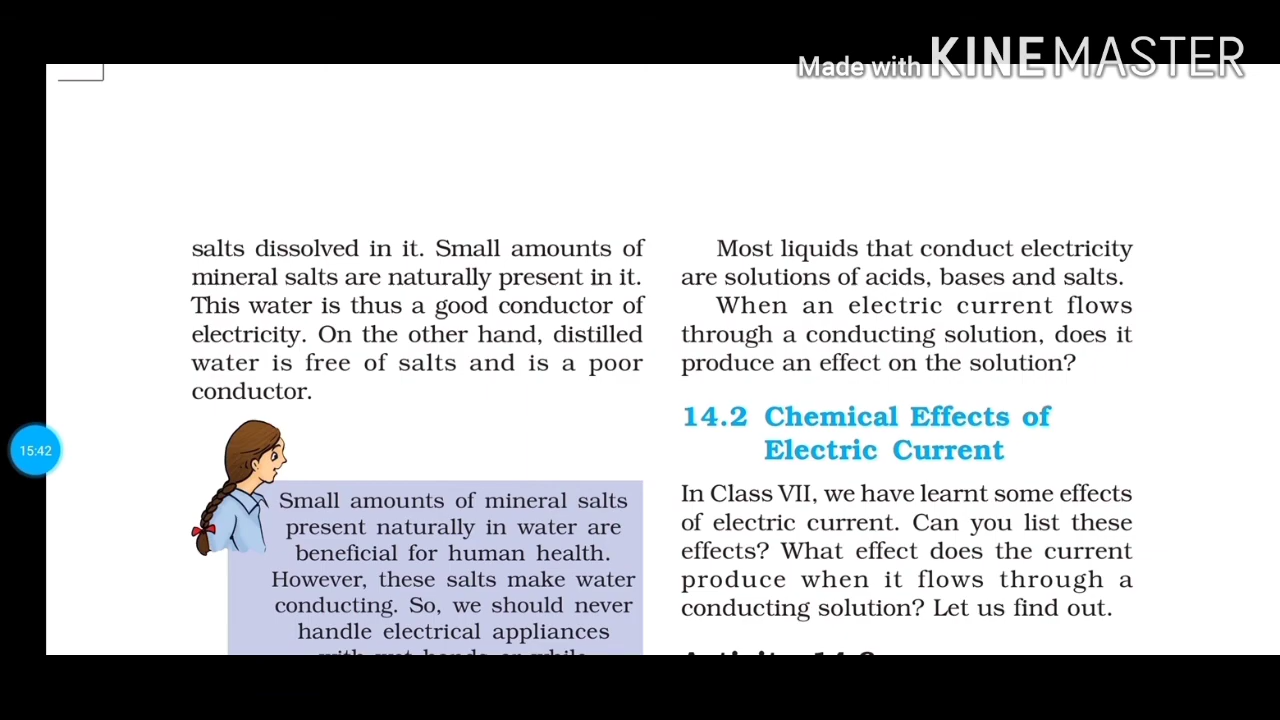 Made with KINEMASTER
salts dissolved in it. Small amounts of
mineral salts are naturally present in it.
This water is thus a good conductor of
electricity. On the other hand, distilled
water is free of salts and is a poor
conductor.
15:42
Small amounts of mineral salts
present naturally in water are
beneficial for human health.
However, these salts make water
conducting. So, we should never
handle electrical appliances
with wet hands or while
Most liquids that conduct electricity
are solutions of acids, bases and salts.
When an electric current flows
through a conducting solution, does it
produce an effect on the solution?
14.2 Chemical Effects of
Electric Current
In Class VII, we have learnt some effects
of electric current. Can you list these
effects? What effect does the current
produce when it flows through a
conducting solution? Let us find out.
Activity